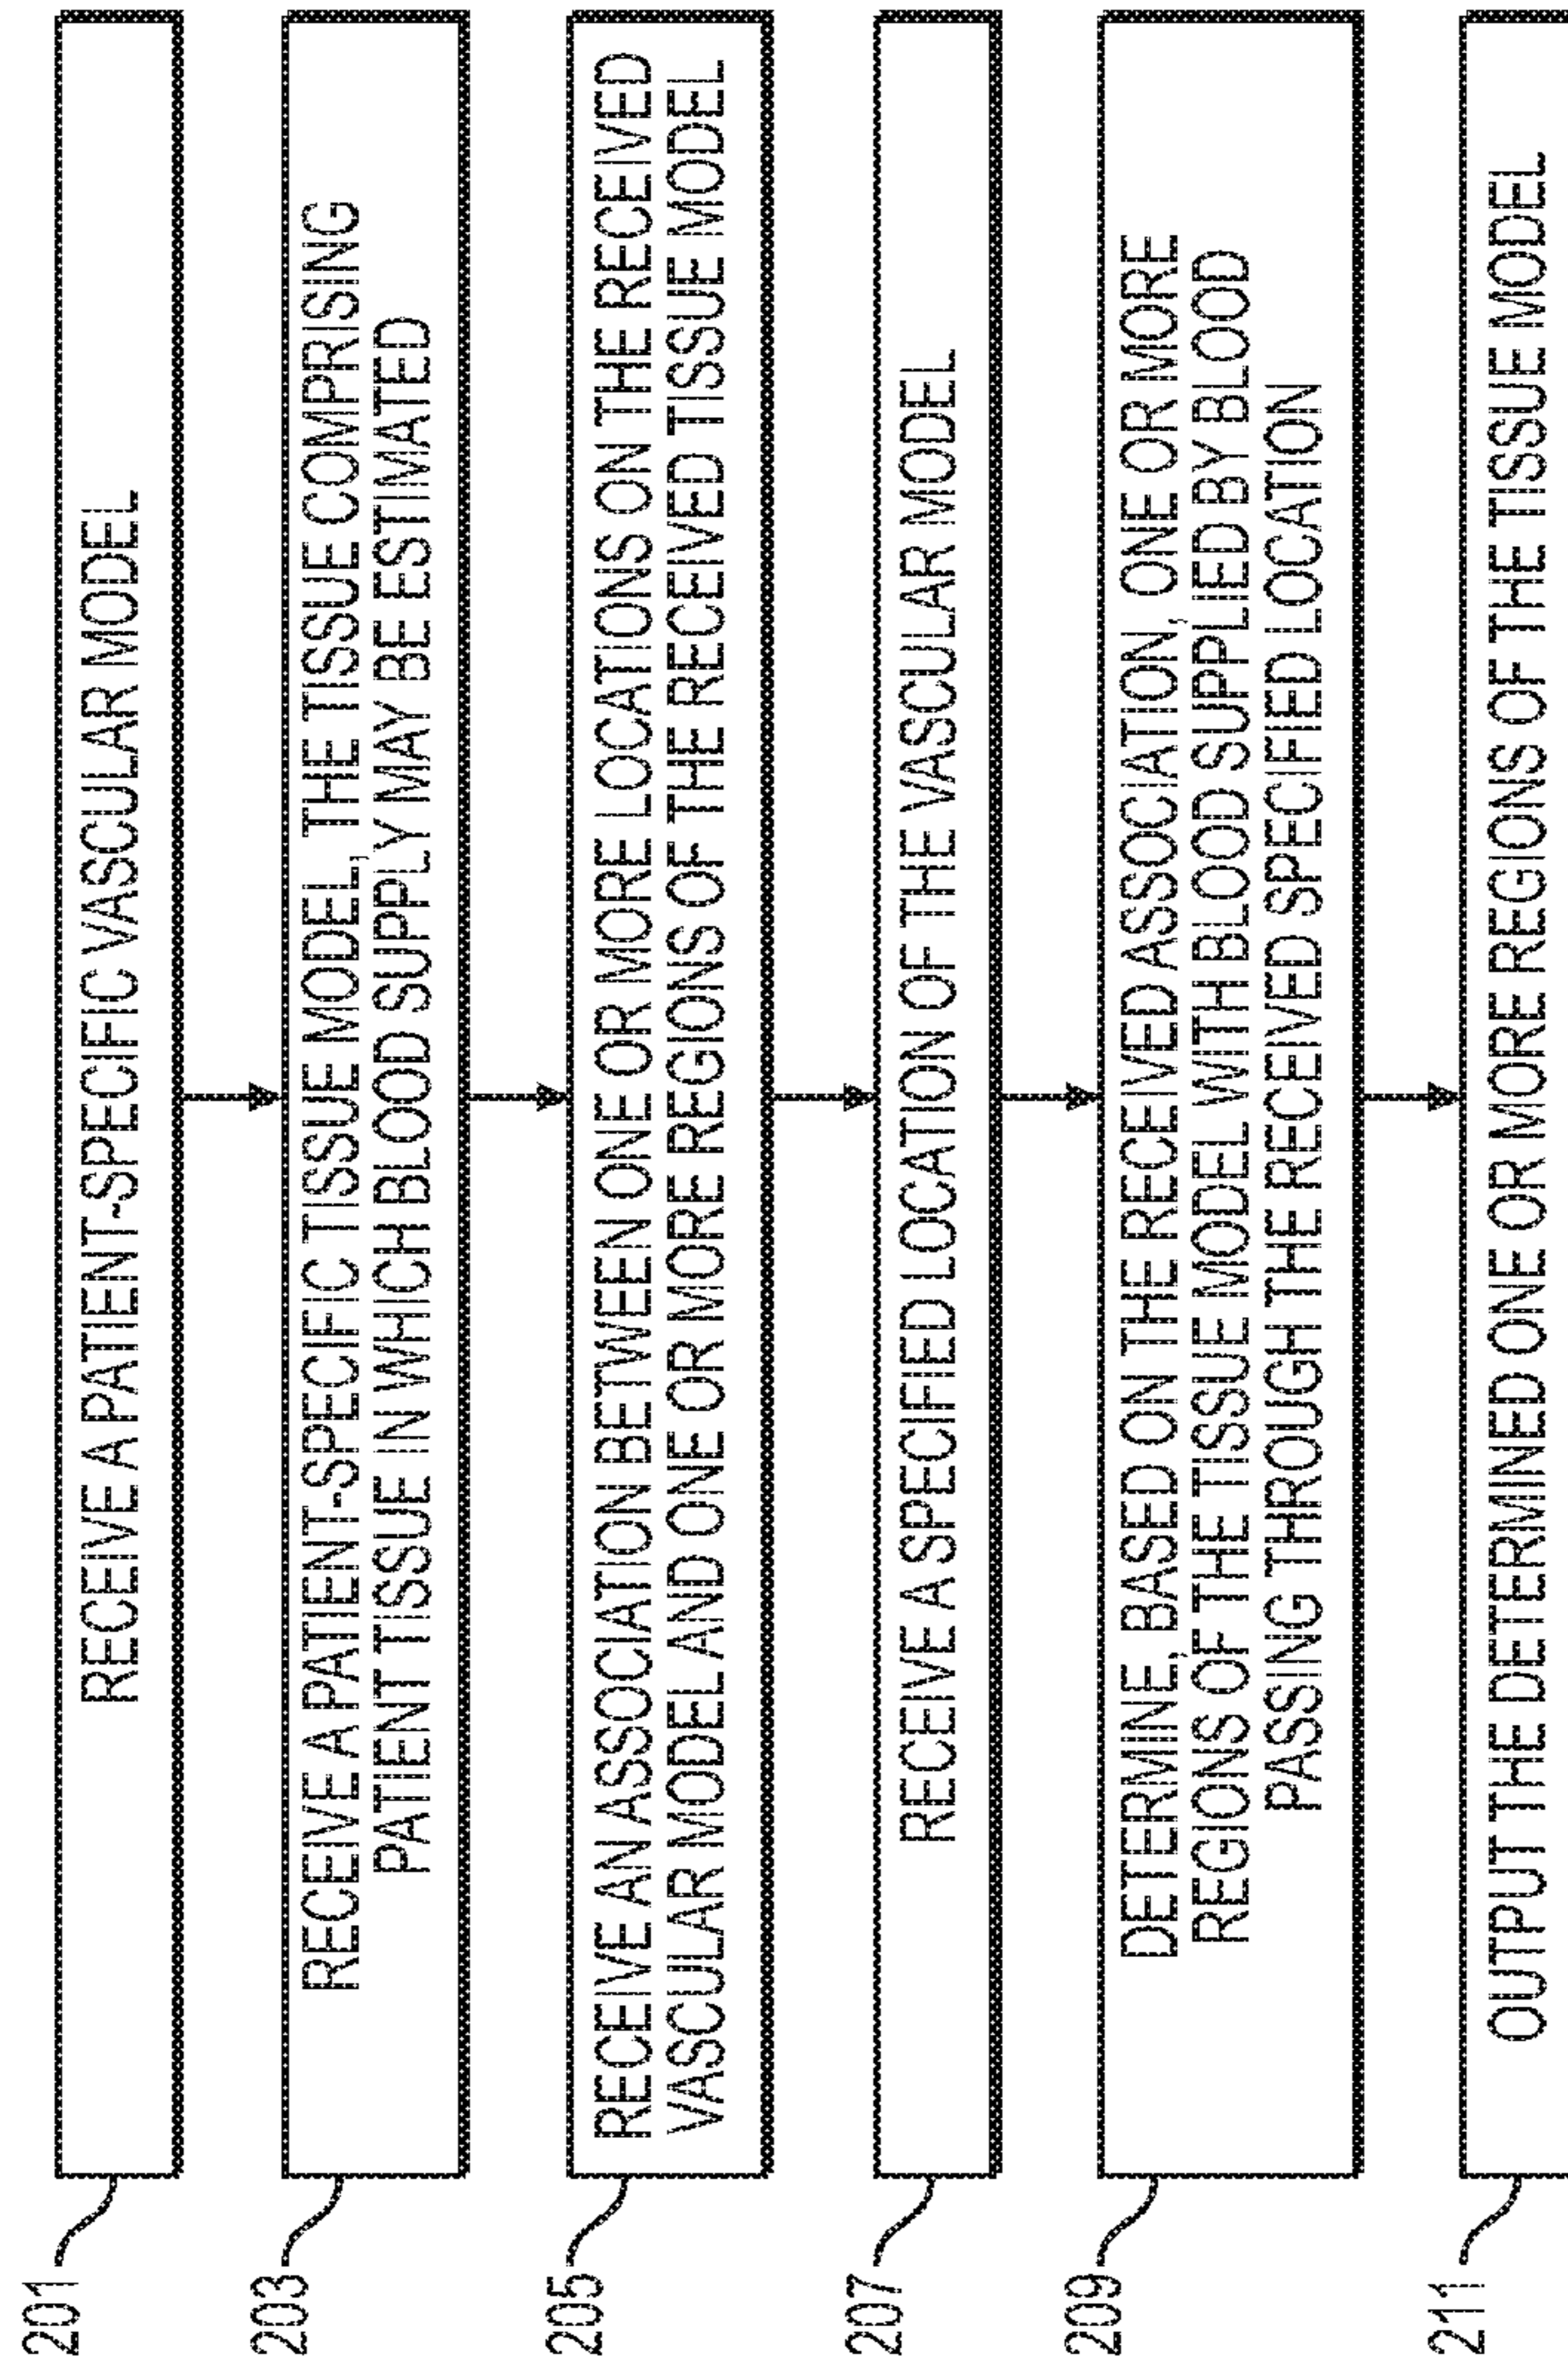 201
RECEIVE A PATIENT-SPECIFIC VASCULAR MODEL
203
RECEIVE A PATIENT-SPECIFIC TISSUE MODEL, THE TISSUE COMPRISING
PATIENT TISSUE IN WHICH BLOOD SUPPLY MAY BE ESTIMATED
205
RECEIVE AN ASSOCIATION BETWEEN ONE OR MORE LOCATIONS ON THE RECEIVED
VASCULAR MODEL AND ONE OR MORE REGIONS OF THE RECEIVED TISSUE MODEL
207
RECEIVE A SPECIFIED LOCATION OF THE VASCULAR MODEL
209
DETERMINE, BASED ON THE RECEIVED ASSOCIATION, ONE OR MORE
REGIONS OF THE TISSUE MODEL WITH BLOOD SUPPLIED BY BLOOD
PASSING THROUGH THE RECEIVED SPECIFIED LOCATION
211
OUTPUT THE DETERMINED ONE OR MORE REGIONS OF THE TISSUE MODEL